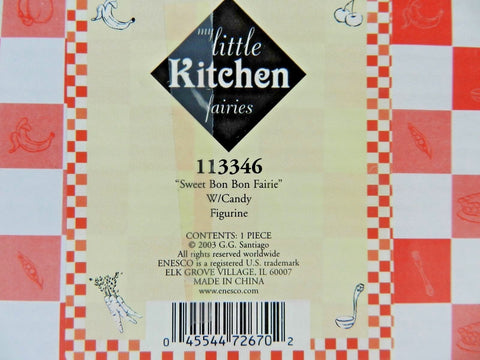 my
little
Kitchen
fairies
113346
"Sweet Bon Bon Fairie"
W/Candy
Figurine
CONTENTS: 1 PIECE
© 2003 G.G. Santiago
All rights reserved worldwide
ENESCO is a registered U.S. trademark
ELK GROVE VILLAGE, IL 60007
MADE IN CHINA
www.enesco.com
0 45544 72670 2